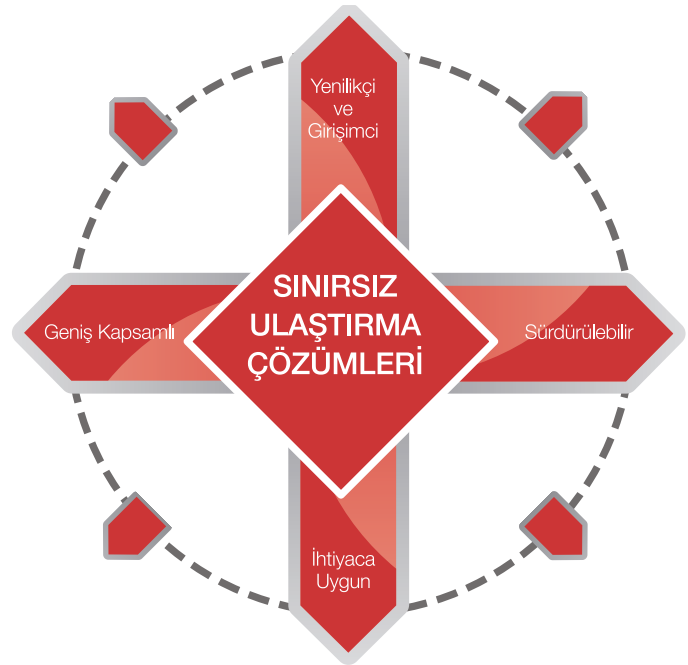 Yenilikçi
ve
Girişimci
SINIRSIZ
ULAŞTIRMA
ÇÖZÜMLERİ
Geniş Kapsamlı
Sürdürülebilir
İhtiyaca
Uygun